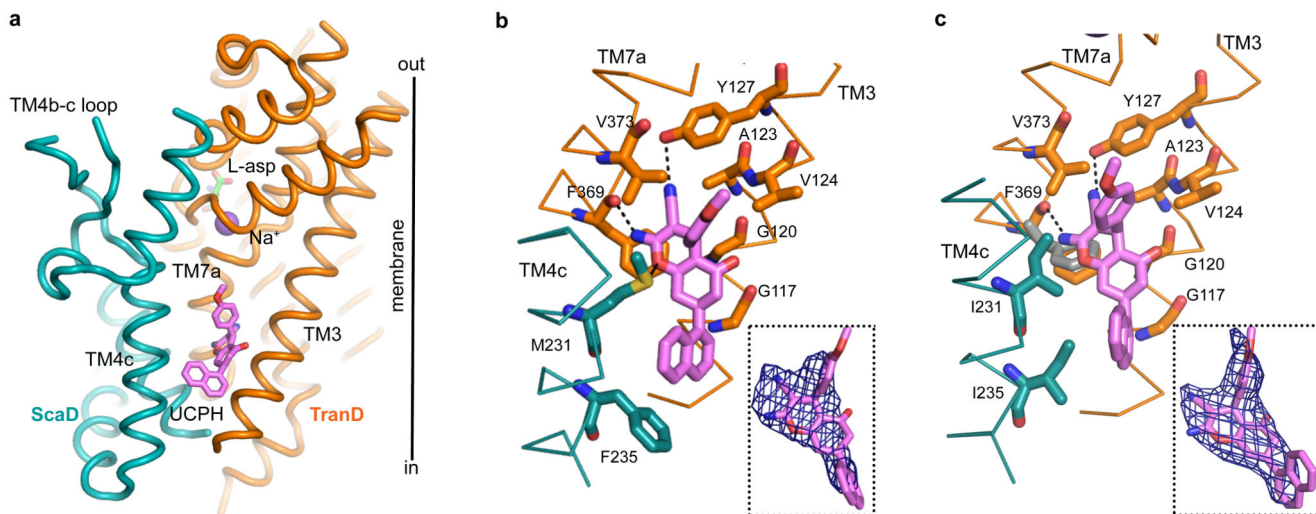 a
out
TM4b-c loop
L-asp
Na+
TM7a
membrane
TM4c
TM3
ScaD
UCPH
TranD
in
b
TM7a
Y127
TM3
V373
A123
F369
V124
G120
TM4c
G117
M231
F235
c
TM7a
TM3
Y127
V373
A123
F369
V124
TM4c
G120
G117
I231
I235